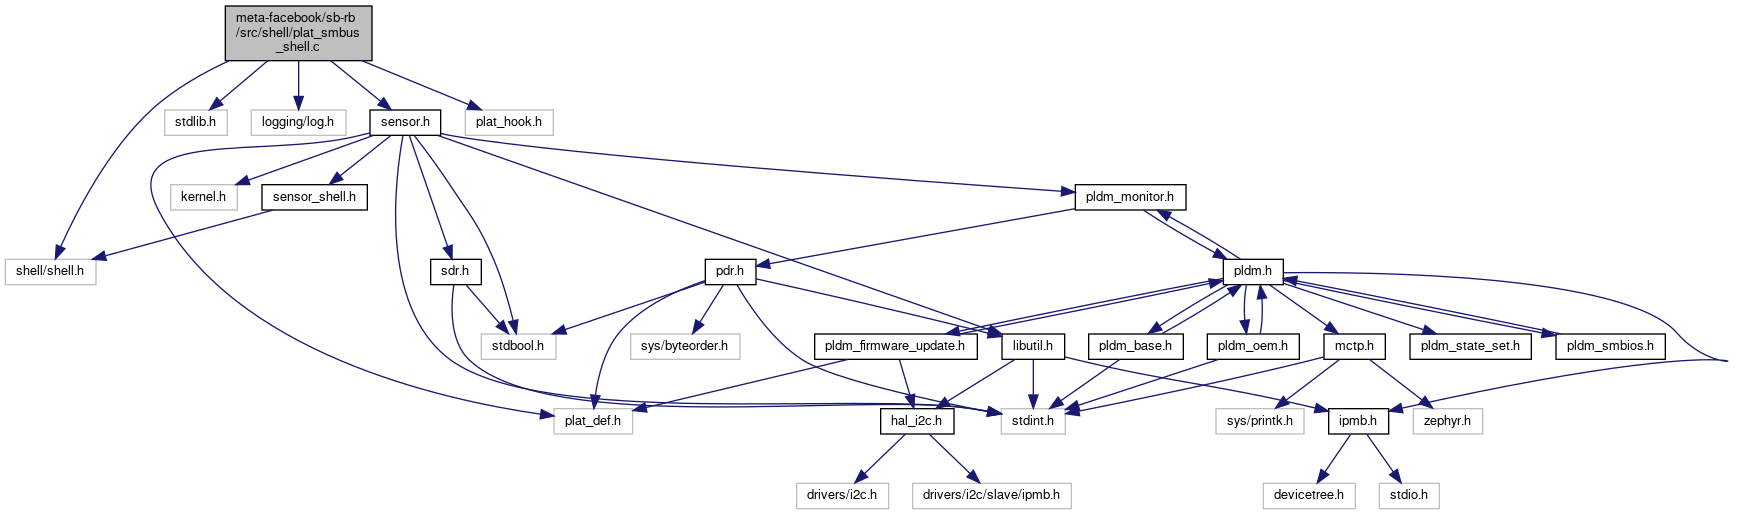 meta-facebook/sb-rb
/src/shell/plat_smbus
_shell.c
stdlib.h
logging/log.h
sensor.h
plat_hook.h
kernel.h
sensor_shell.h
pldm_monitor.h
shell/shell.h
sdr.h
pdr.h
pldm.h
stdbool.h
sys/byteorder.h
pldm_firmware_update.h
libutil.h
pldm_base.h
pldm_oem.h
mctp.h
pldm_state_set.h
pldm_smbios.h
plat_def.h
hal_i2c.h
stdint.h
sys/printk.h
ipmb.h
zephyr.h
drivers/i2c.h
drivers/i2c/slave/ipmb.h
devicetree.h
stdio.h